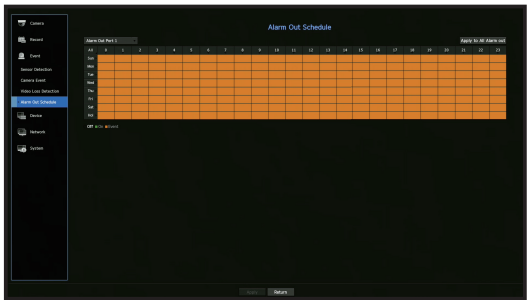 Alarm Out Schedule
Camera
Record
Event
Sensor Detection
Camera Event
Video Loss Detection
Alarm Out Schedule
Device
Network
System
Alarm Out Port 1
Apply to All Alarm out
All 0 1 2 3 4 5 6 7 8 9 10 11 12 13 14 15 16 17 18 19 20 21 22 23
Sun
Mon
Tue
Wed
Thu
Fri
Sat
Hol
Off On Event
Apply Return